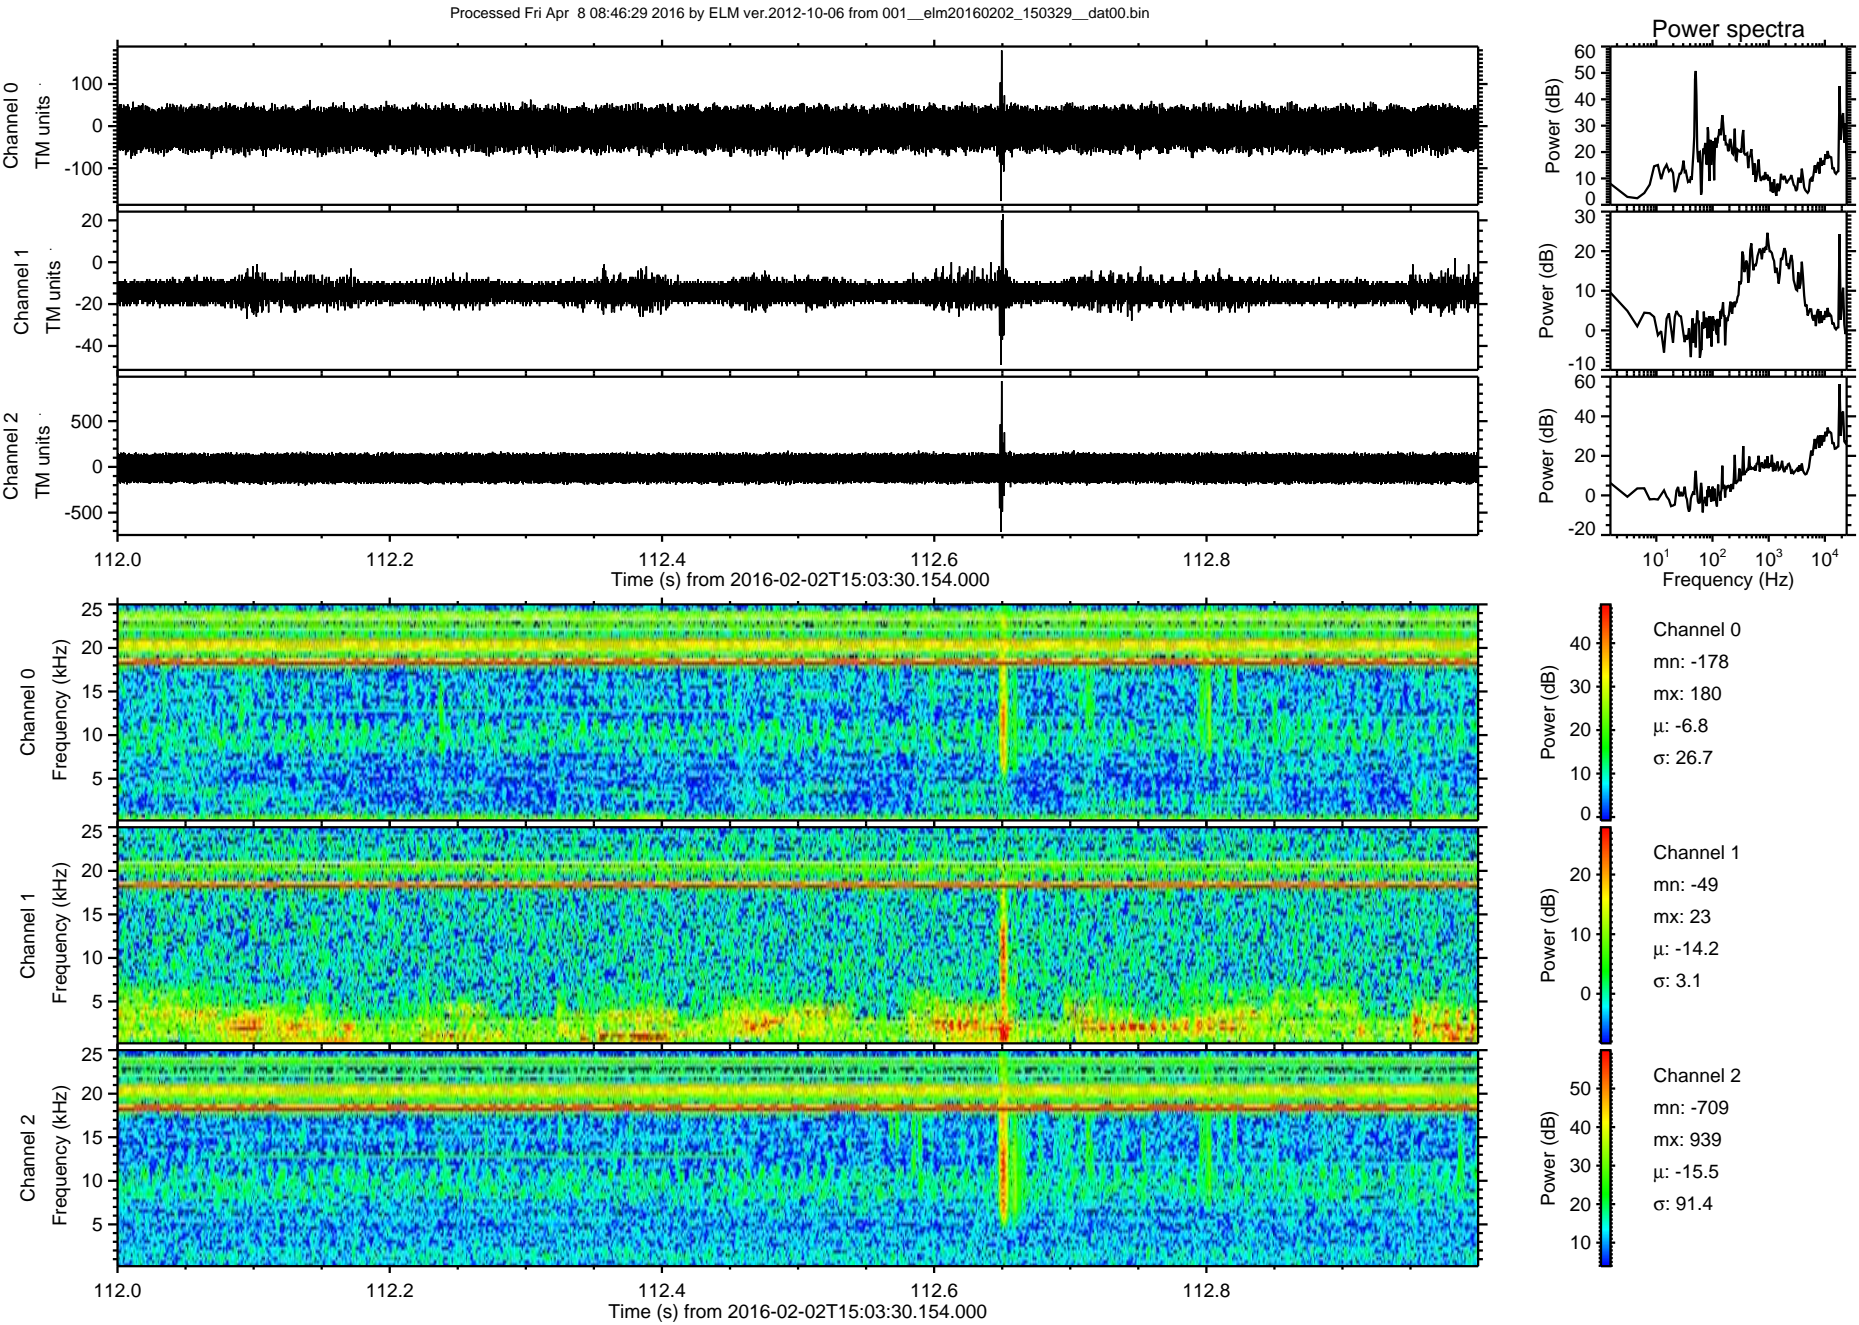 Processed Fri Apr  8 08:46:29 2016 by ELM ver.2012-10-06 from 001__elm20160202_150329__dat00.bin
Power spectra
Channel 0
TM units
100
0
-100
Power (dB)
60
50
40
30
20
10
0
Channel 1
TM units
20
0
-20
-40
Power (dB)
30
20
10
0
-10
Channel 2
TM units
500
0
-500
Power (dB)
60
40
20
0
-20
112.0 112.2 112.4 112.6 112.8
Time (s) from 2016-02-02T15:03:30.154.000
10¹ 10² 10³ 10⁴
Frequency (Hz)
Channel 0
Frequency (kHz)
25
20
15
10
5
Power (dB)
40
30
20
10
0
Channel 0
mn: -178
mx: 180
µ: -6.8
σ: 26.7
Channel 1
Frequency (kHz)
25
20
15
10
5
Power (dB)
20
10
0
Channel 1
mn: -49
mx: 23
µ: -14.2
σ: 3.1
Channel 2
Frequency (kHz)
25
20
15
10
5
Power (dB)
50
40
30
20
10
Channel 2
mn: -709
mx: 939
µ: -15.5
σ: 91.4
112.0 112.2 112.4 112.6 112.8
Time (s) from 2016-02-02T15:03:30.154.000